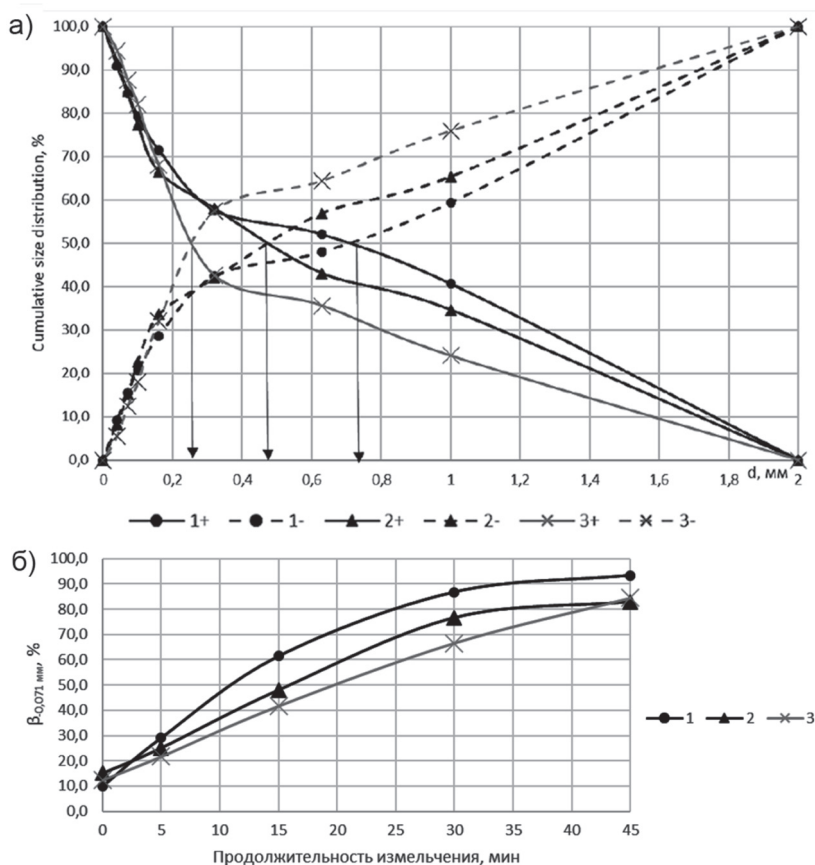 а)
Cumulative size distribution, %
100,0
90,0
80,0
70,0
60,0
50,0
40,0
30,0
20,0
10,0
0,0
0 0,2 0,4 0,6 0,8 1 1,2 1,4 1,6 1,8 2
d, мм
1+ 1- 2+ 2- 3+ 3-
б)
β-0,071 мм, %
100,0
90,0
80,0
70,0
60,0
50,0
40,0
30,0
20,0
10,0
0,0
0 5 10 15 20 25 30 35 40 45
Продолжительность измельчения, мин
1 2 3